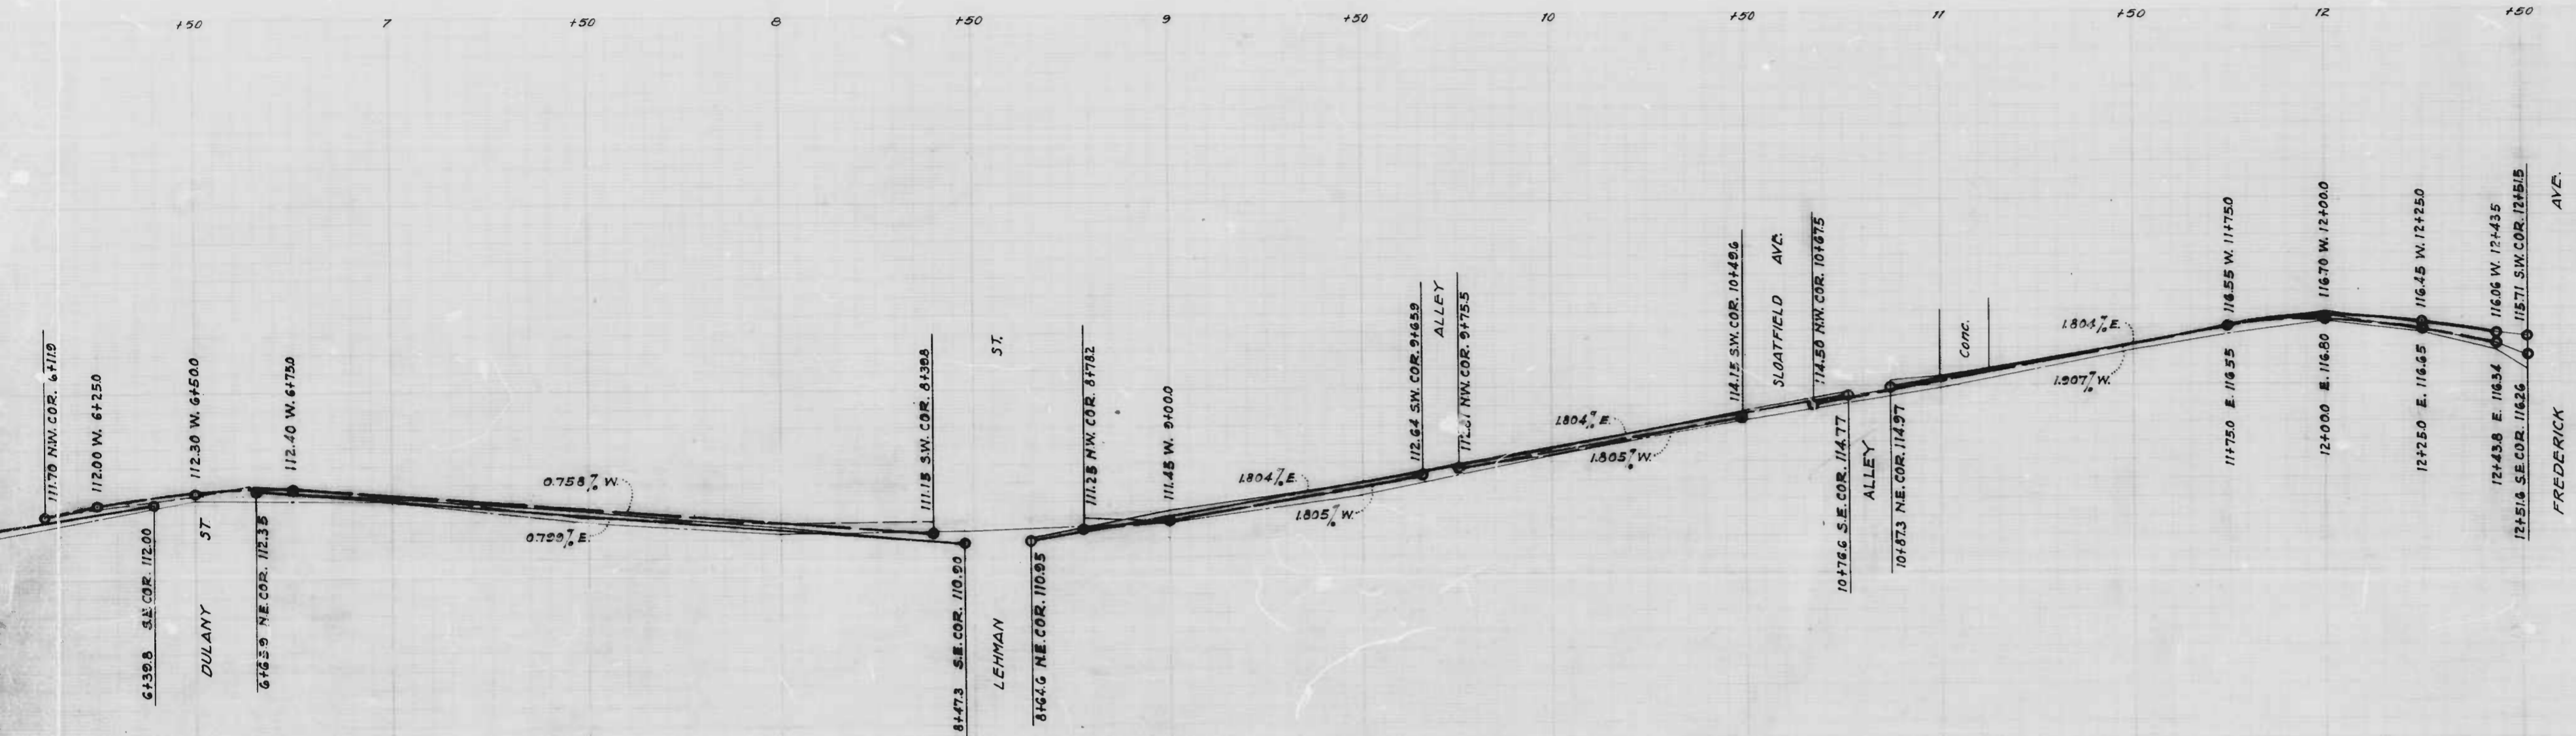 +50 7 +50 8 +50 9 +50 10 +50 11 +50 12 +50
111.70 N.W. COR. 6+11.9
112.00 W. 6+25.0
6+39.8 S.E. COR. 112.00
112.30 W. 6+50.0
DULANY ST
N.E. COR. 112.35
112.40 W. 6+75.0
0.758% W.
0.799% E.
111.15 S.W. COR. 8+39.8
8+47.3 S.E. COR. 110.90
LEHMAN ST.
8+64.6 N.E. COR. 110.95
111.25 N.W. COR. 8+78.2
111.45 W. 9+00.0
1.804% E.
1.805% W.
112.64 S.W. COR. 9+65.9
ALLEY
N.W. COR. 9+75.5
1.804% E.
1.805% W.
114.15 S.W. COR. 10+49.6
SLOATFIELD AVE.
114.50 N.W. COR. 10+67.5
10+76.6 S.E. COR. 114.77
ALLEY
10+87.3 N.E. COR. 114.97
Conc.
1.804% E.
1.907% W.
116.55 W. 11+75.0
11+75.0 E. 116.55
116.70 W. 12+00.0
12+00.0 E. 116.80
116.45 W. 12+25.0
12+25.0 E. 116.65
116.06 W. 12+43.5
12+43.8 E. 116.34
115.71 S.W. COR. 12+51.5
12+51.6 S.E. COR. 116.26
FREDERICK AVE.